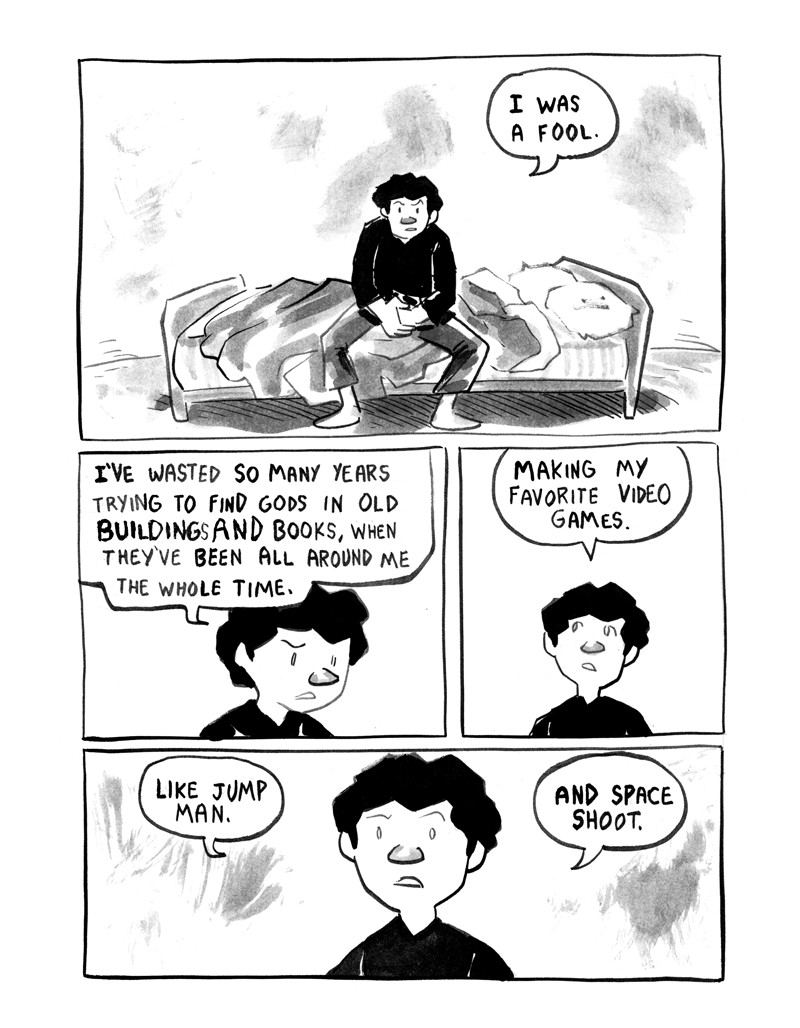 I WAS
A FOOL.
I'VE WASTED SO MANY YEARS
TRYING TO FIND GODS IN OLD
BUILDINGS AND BOOKS, WHEN
THEY'VE BEEN ALL AROUND ME
THE WHOLE TIME.
MAKING MY
FAVORITE VIDEO
GAMES.
LIKE JUMP
MAN.
AND SPACE
SHOOT.